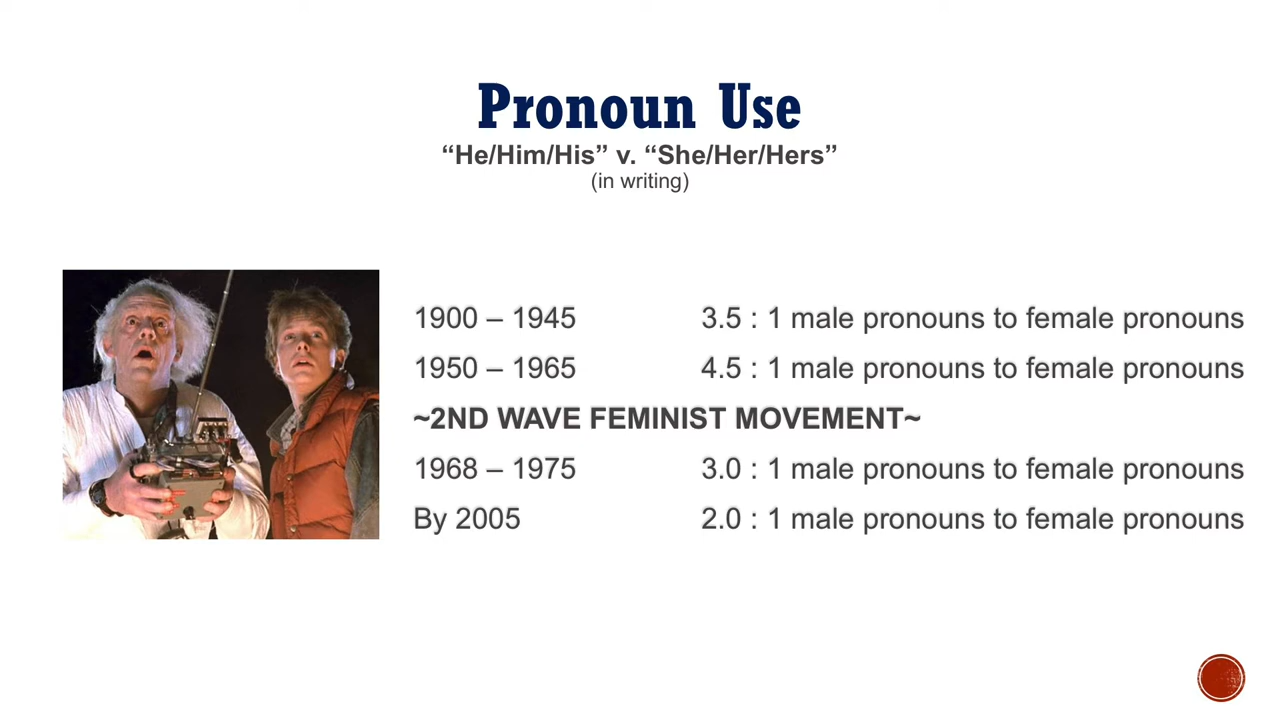 Pronoun Use
“He/Him/His” v. “She/Her/Hers”
(in writing)
1900 – 1945 3.5 : 1 male pronouns to female pronouns
1950 – 1965 4.5 : 1 male pronouns to female pronouns
~2ND WAVE FEMINIST MOVEMENT~
1968 – 1975 3.0 : 1 male pronouns to female pronouns
By 2005 2.0 : 1 male pronouns to female pronouns